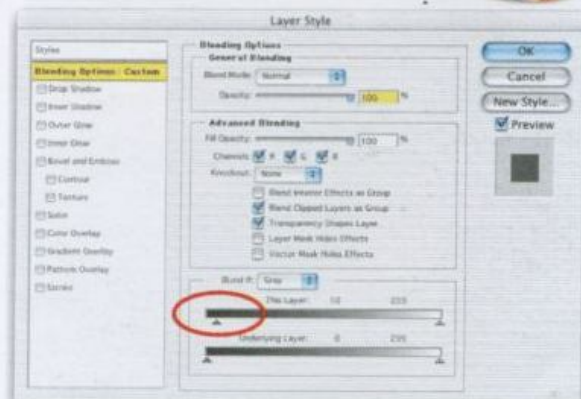 Layer Style
Styles
Blending Options: Custom
Drop Shadow
Inner Shadow
Outer Glow
Inner Glow
Bevel and Emboss
Contour
Texture
Satin
Color Overlay
Gradient Overlay
Pattern Overlay
Stroke
Blending Options
General Blending
Blend Mode: Normal
Opacity: 100 %
Advanced Blending
Fill Opacity: 100 %
Channels: R G B
Knockout: None
Blend Interior Effects as Group
Blend Clipped Layers as Group
Transparency Shapes Layer
Layer Mask Hides Effects
Vector Mask Hides Effects
Blend If: Gray
This Layer: 10 255
Underlying Layer: 0 255
OK
Cancel
New Style...
Preview